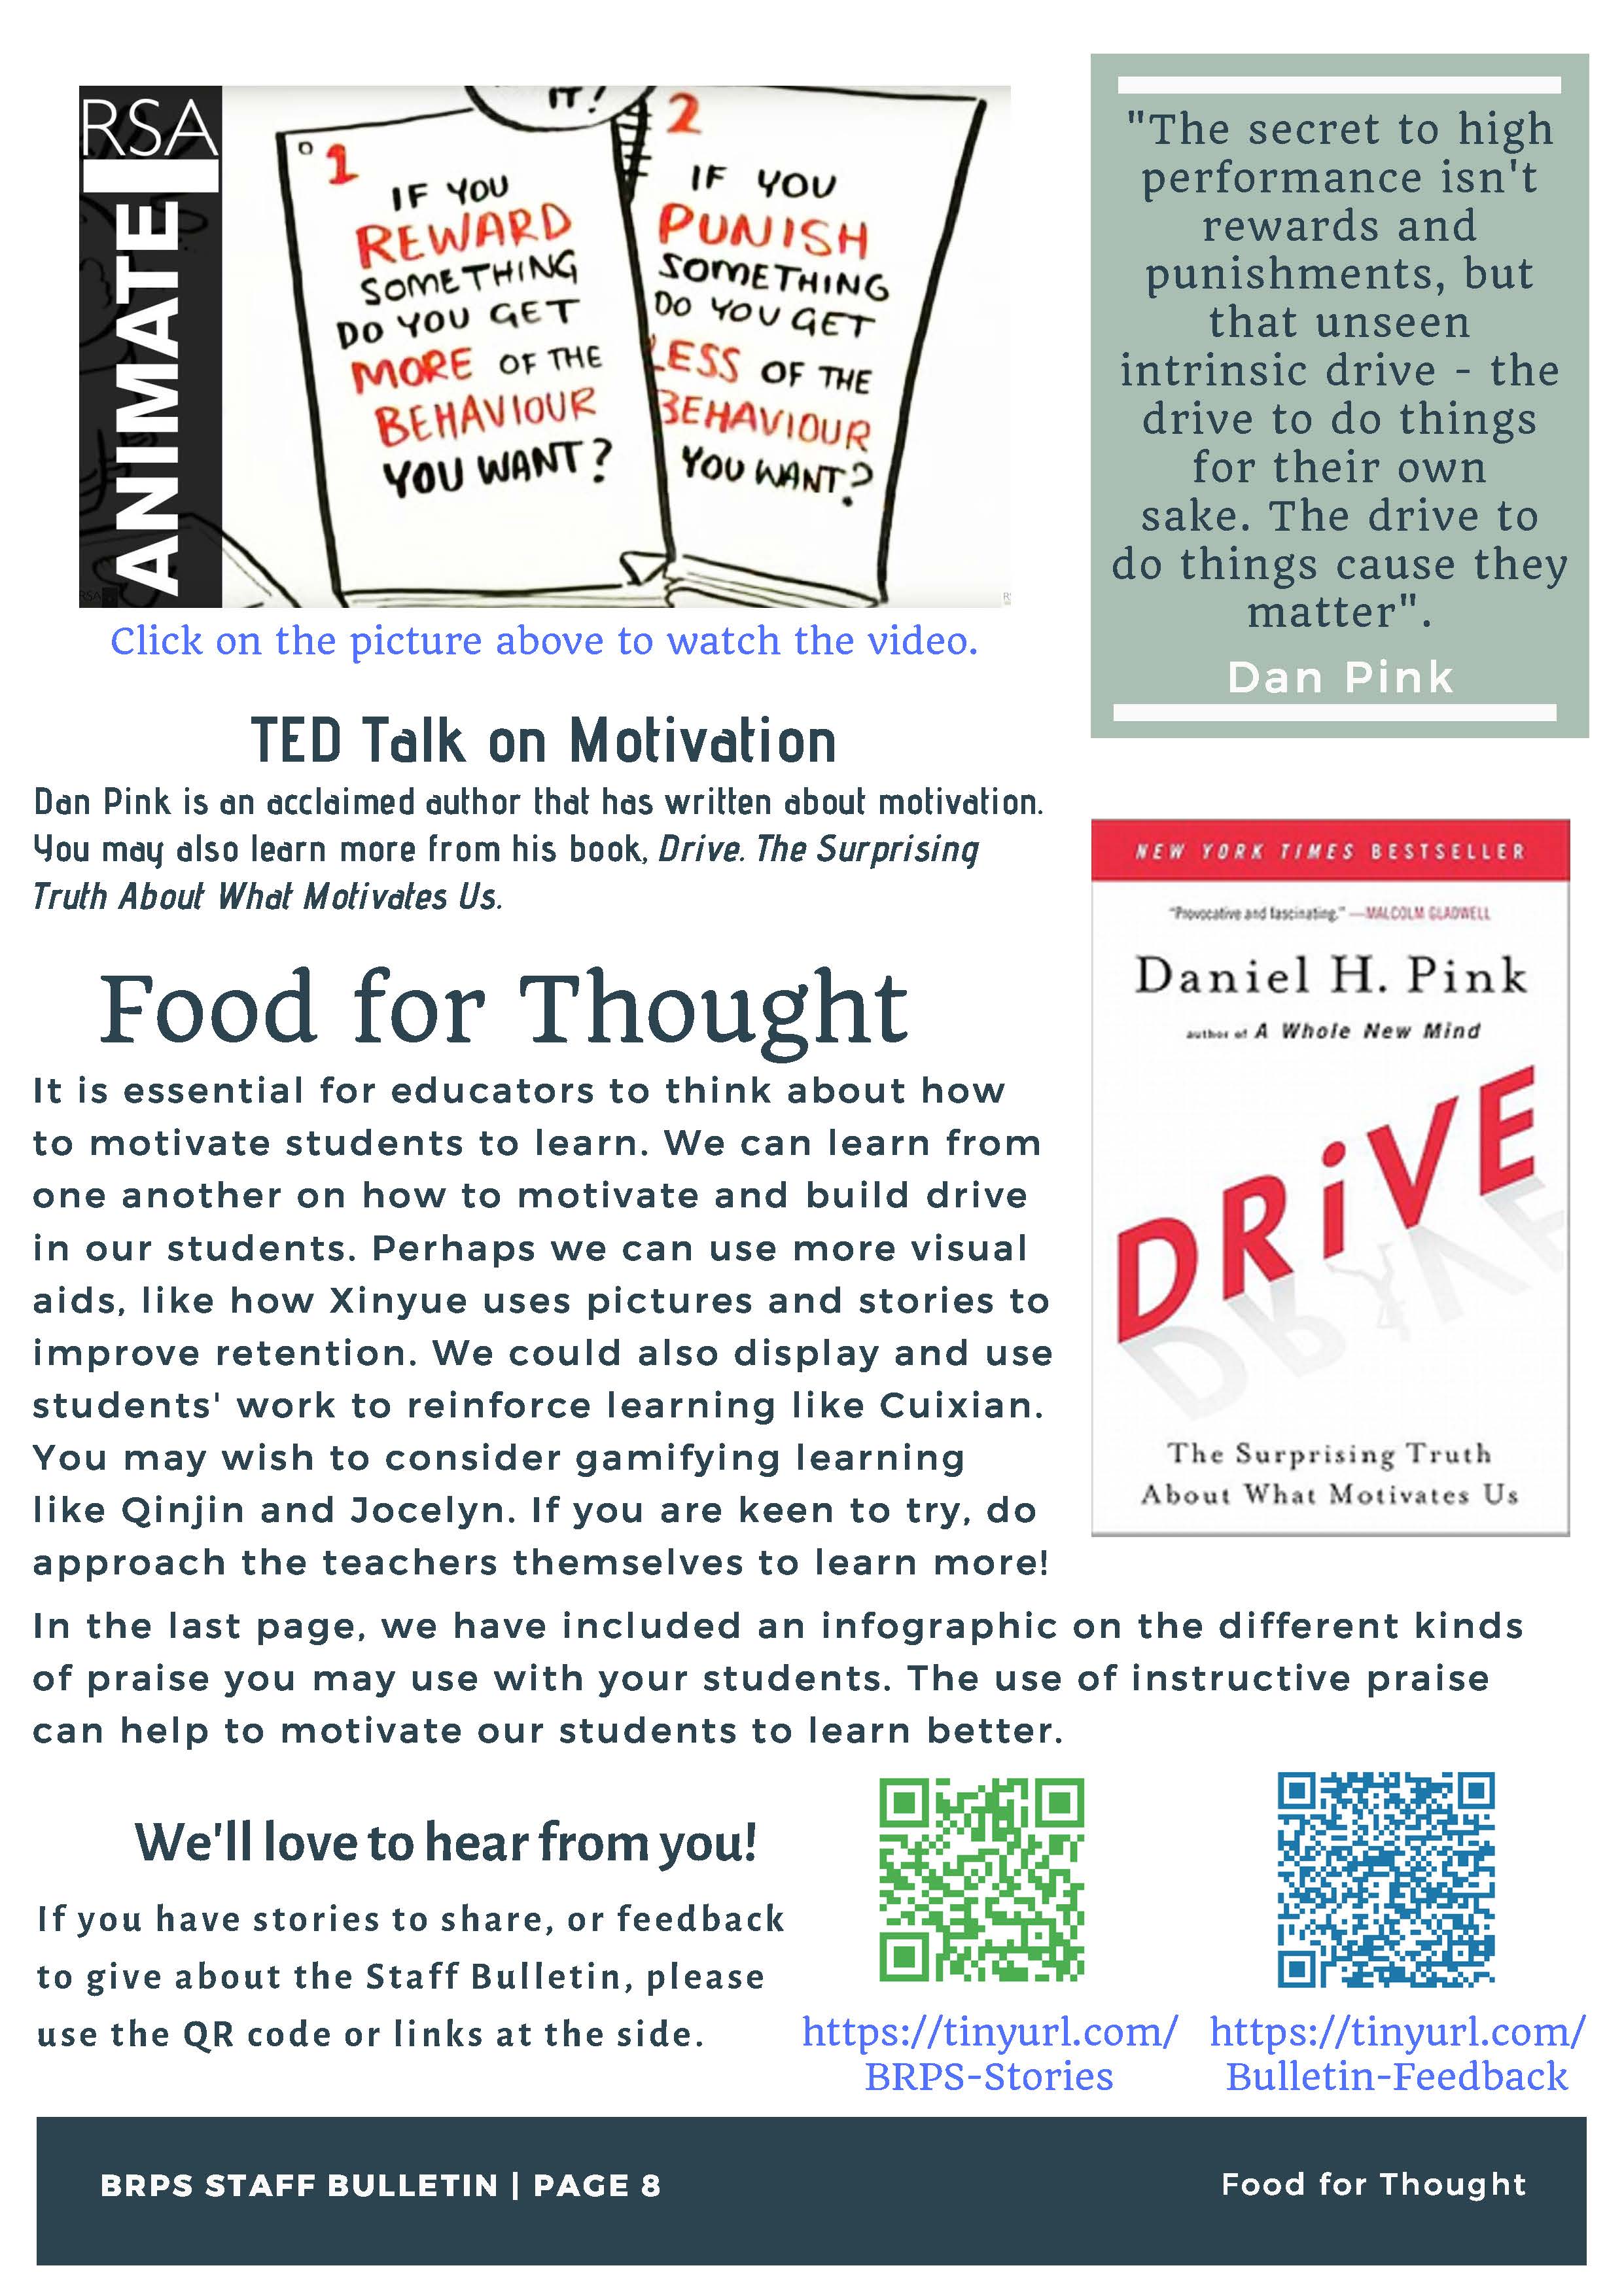 RSA
ANIMATE
IT!
1
IF YOU
REWARD
SOMETHING
DO YOU GET
MORE OF THE
BEHAVIOUR
YOU WANT?
2
IF YOU
PUNISH
SOMETHING
DO YOU GET
LESS OF THE
BEHAVIOUR
YOU WANT?
Click on the picture above to watch the video.
"The secret to high
performance isn't
rewards and
punishments, but
that unseen
intrinsic drive - the
drive to do things
for their own
sake. The drive to
do things cause they
matter".
Dan Pink
TED Talk on Motivation
Dan Pink is an acclaimed author that has written about motivation.
You may also learn more from his book, Drive. The Surprising
Truth About What Motivates Us.
NEW YORK TIMES BESTSELLER
"Provocative and fascinating." —MALCOLM GLADWELL
Daniel H. Pink
author of A Whole New Mind
DRiVE
The Surprising Truth
About What Motivates Us
Food for Thought
It is essential for educators to think about how
to motivate students to learn. We can learn from
one another on how to motivate and build drive
in our students. Perhaps we can use more visual
aids, like how Xinyue uses pictures and stories to
improve retention. We could also display and use
students' work to reinforce learning like Cuixian.
You may wish to consider gamifying learning
like Qinjin and Jocelyn. If you are keen to try, do
approach the teachers themselves to learn more!
In the last page, we have included an infographic on the different kinds
of praise you may use with your students. The use of instructive praise
can help to motivate our students to learn better.
We'll love to hear from you!
If you have stories to share, or feedback
to give about the Staff Bulletin, please
use the QR code or links at the side.
https://tinyurl.com/
BRPS-Stories
https://tinyurl.com/
Bulletin-Feedback
BRPS STAFF BULLETIN | PAGE 8
Food for Thought